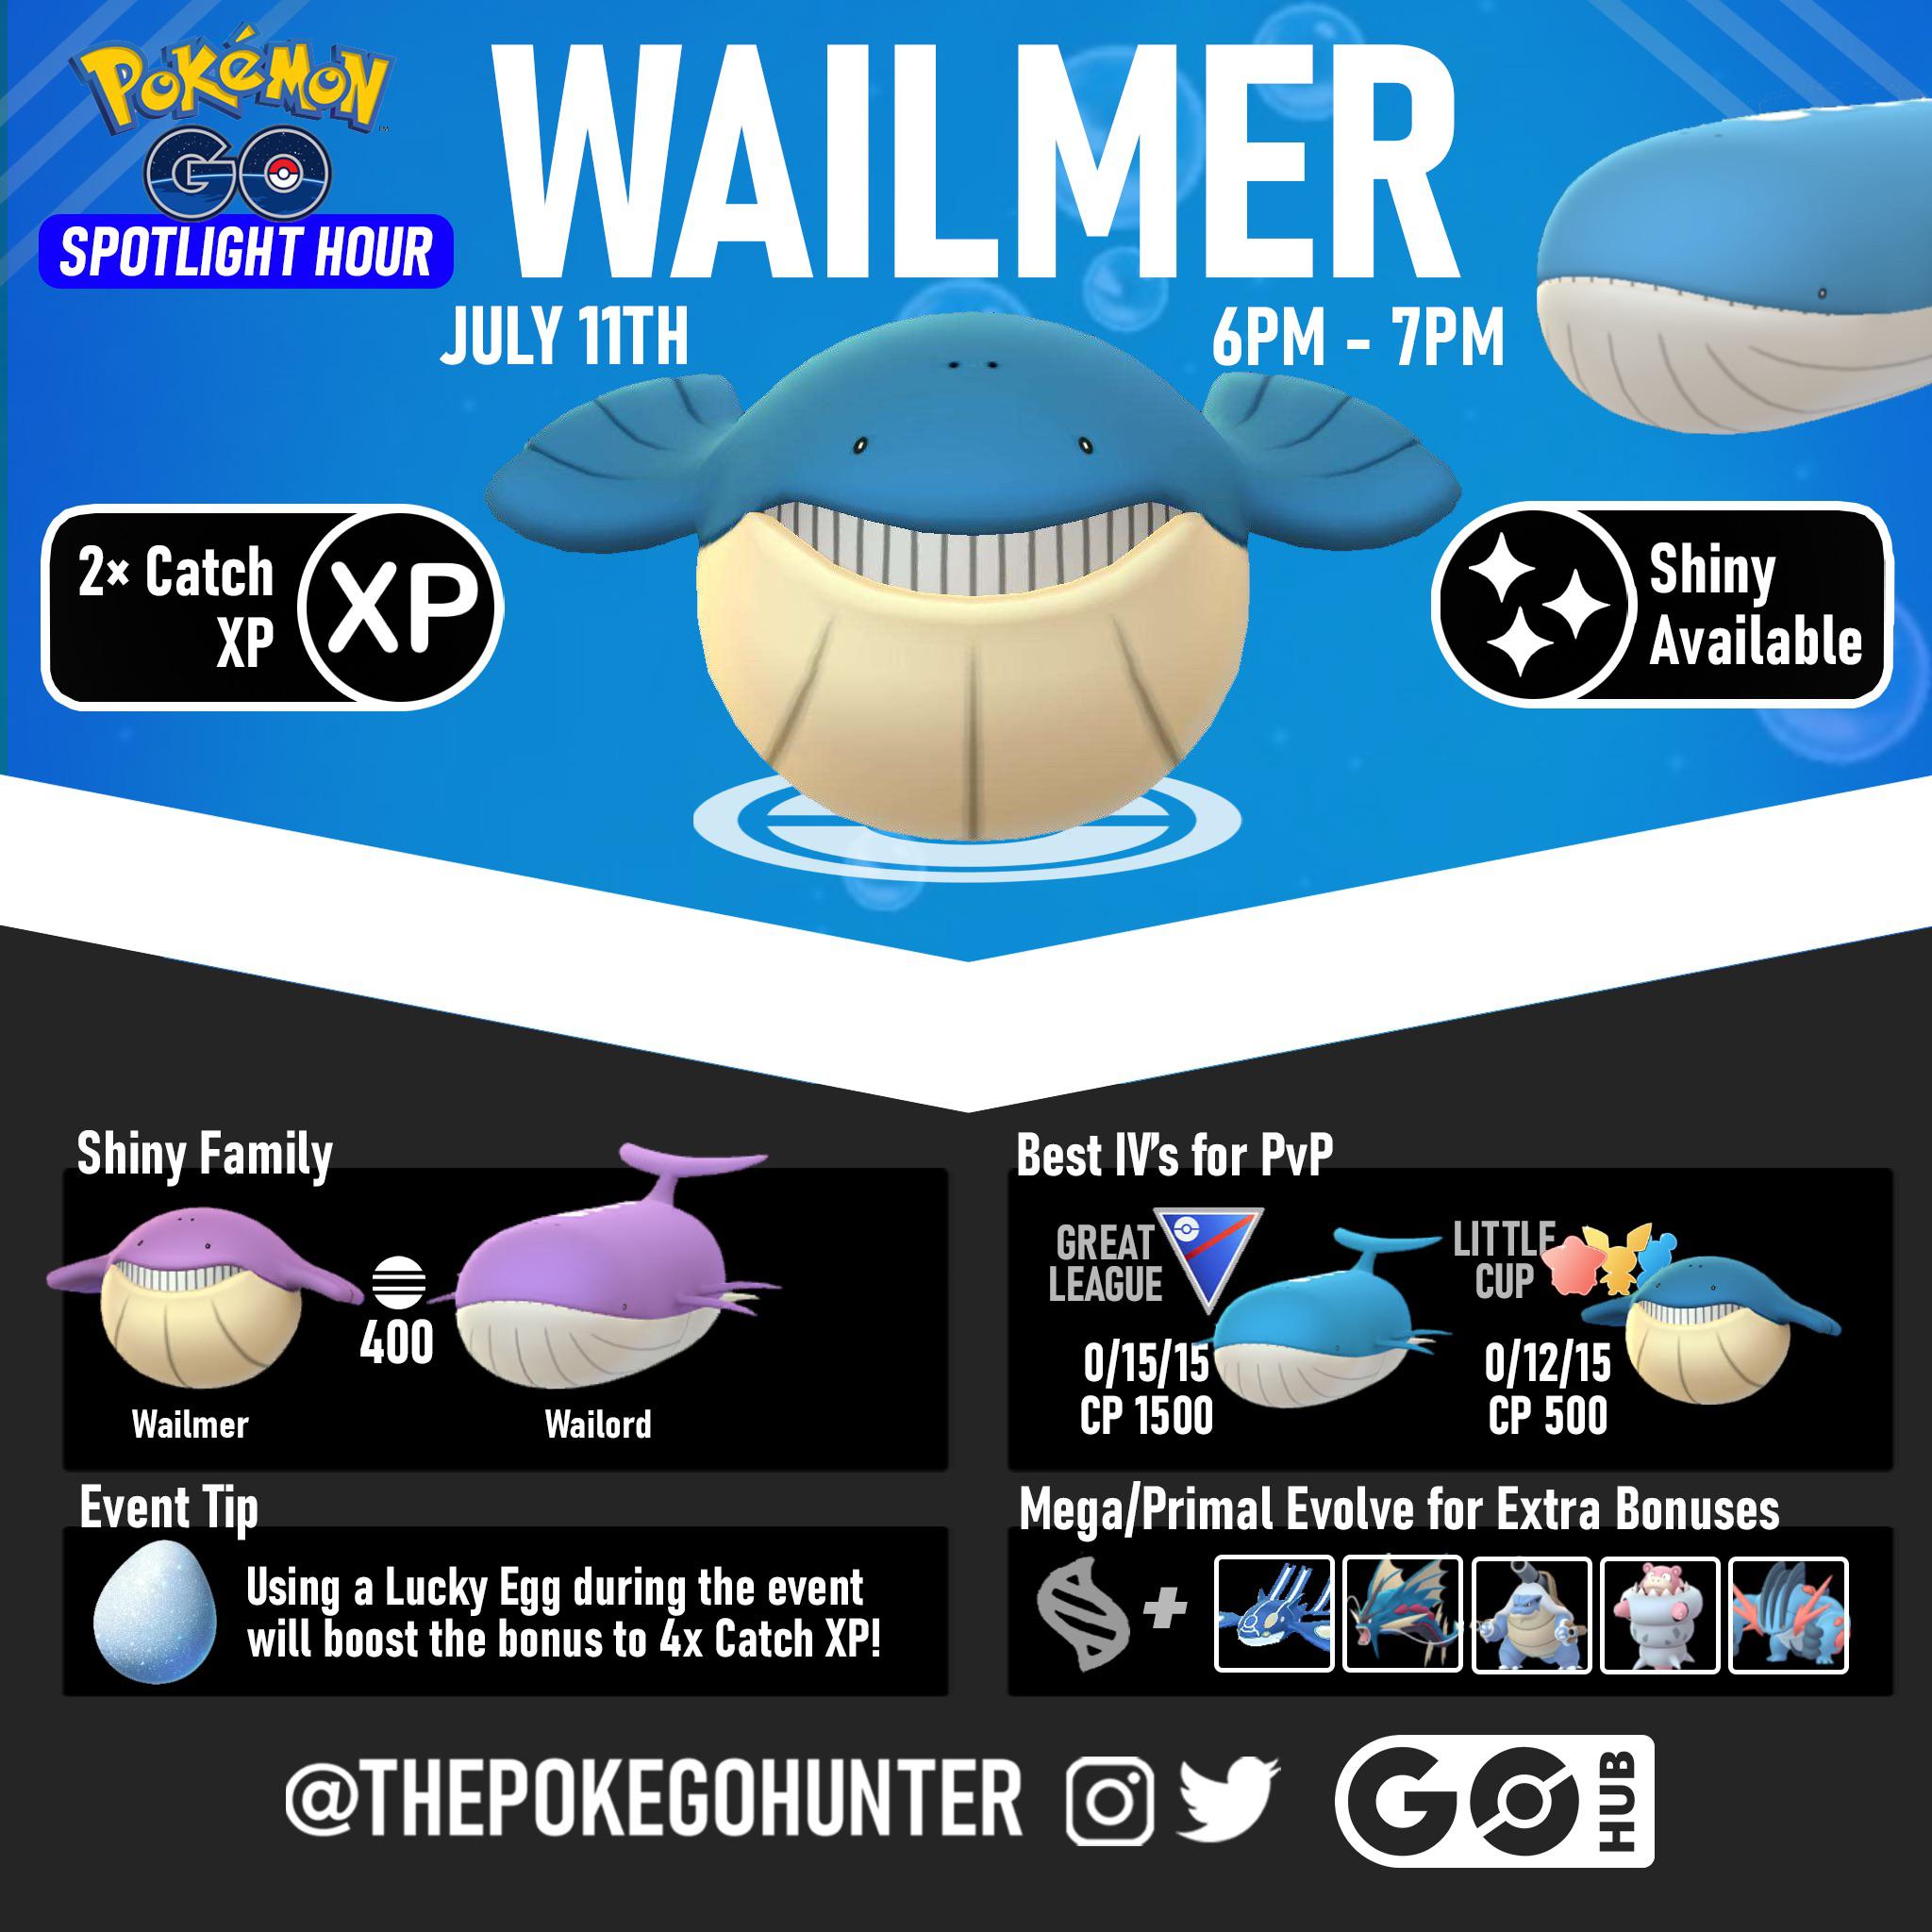 POKéMON
GO
SPOTLIGHT HOUR
WAILMER
JULY 11TH
6PM - 7PM
2× Catch
XP
XP
Shiny
Available
Shiny Family
400
Wailmer
Wailord
Best IV's for PvP
GREAT
LEAGUE
0/15/15
CP 1500
LITTLE
CUP
0/12/15
CP 500
Event Tip
Using a Lucky Egg during the event
will boost the bonus to 4x Catch XP!
Mega/Primal Evolve for Extra Bonuses
+
@THEPOKEGOHUNTER
GO HUB